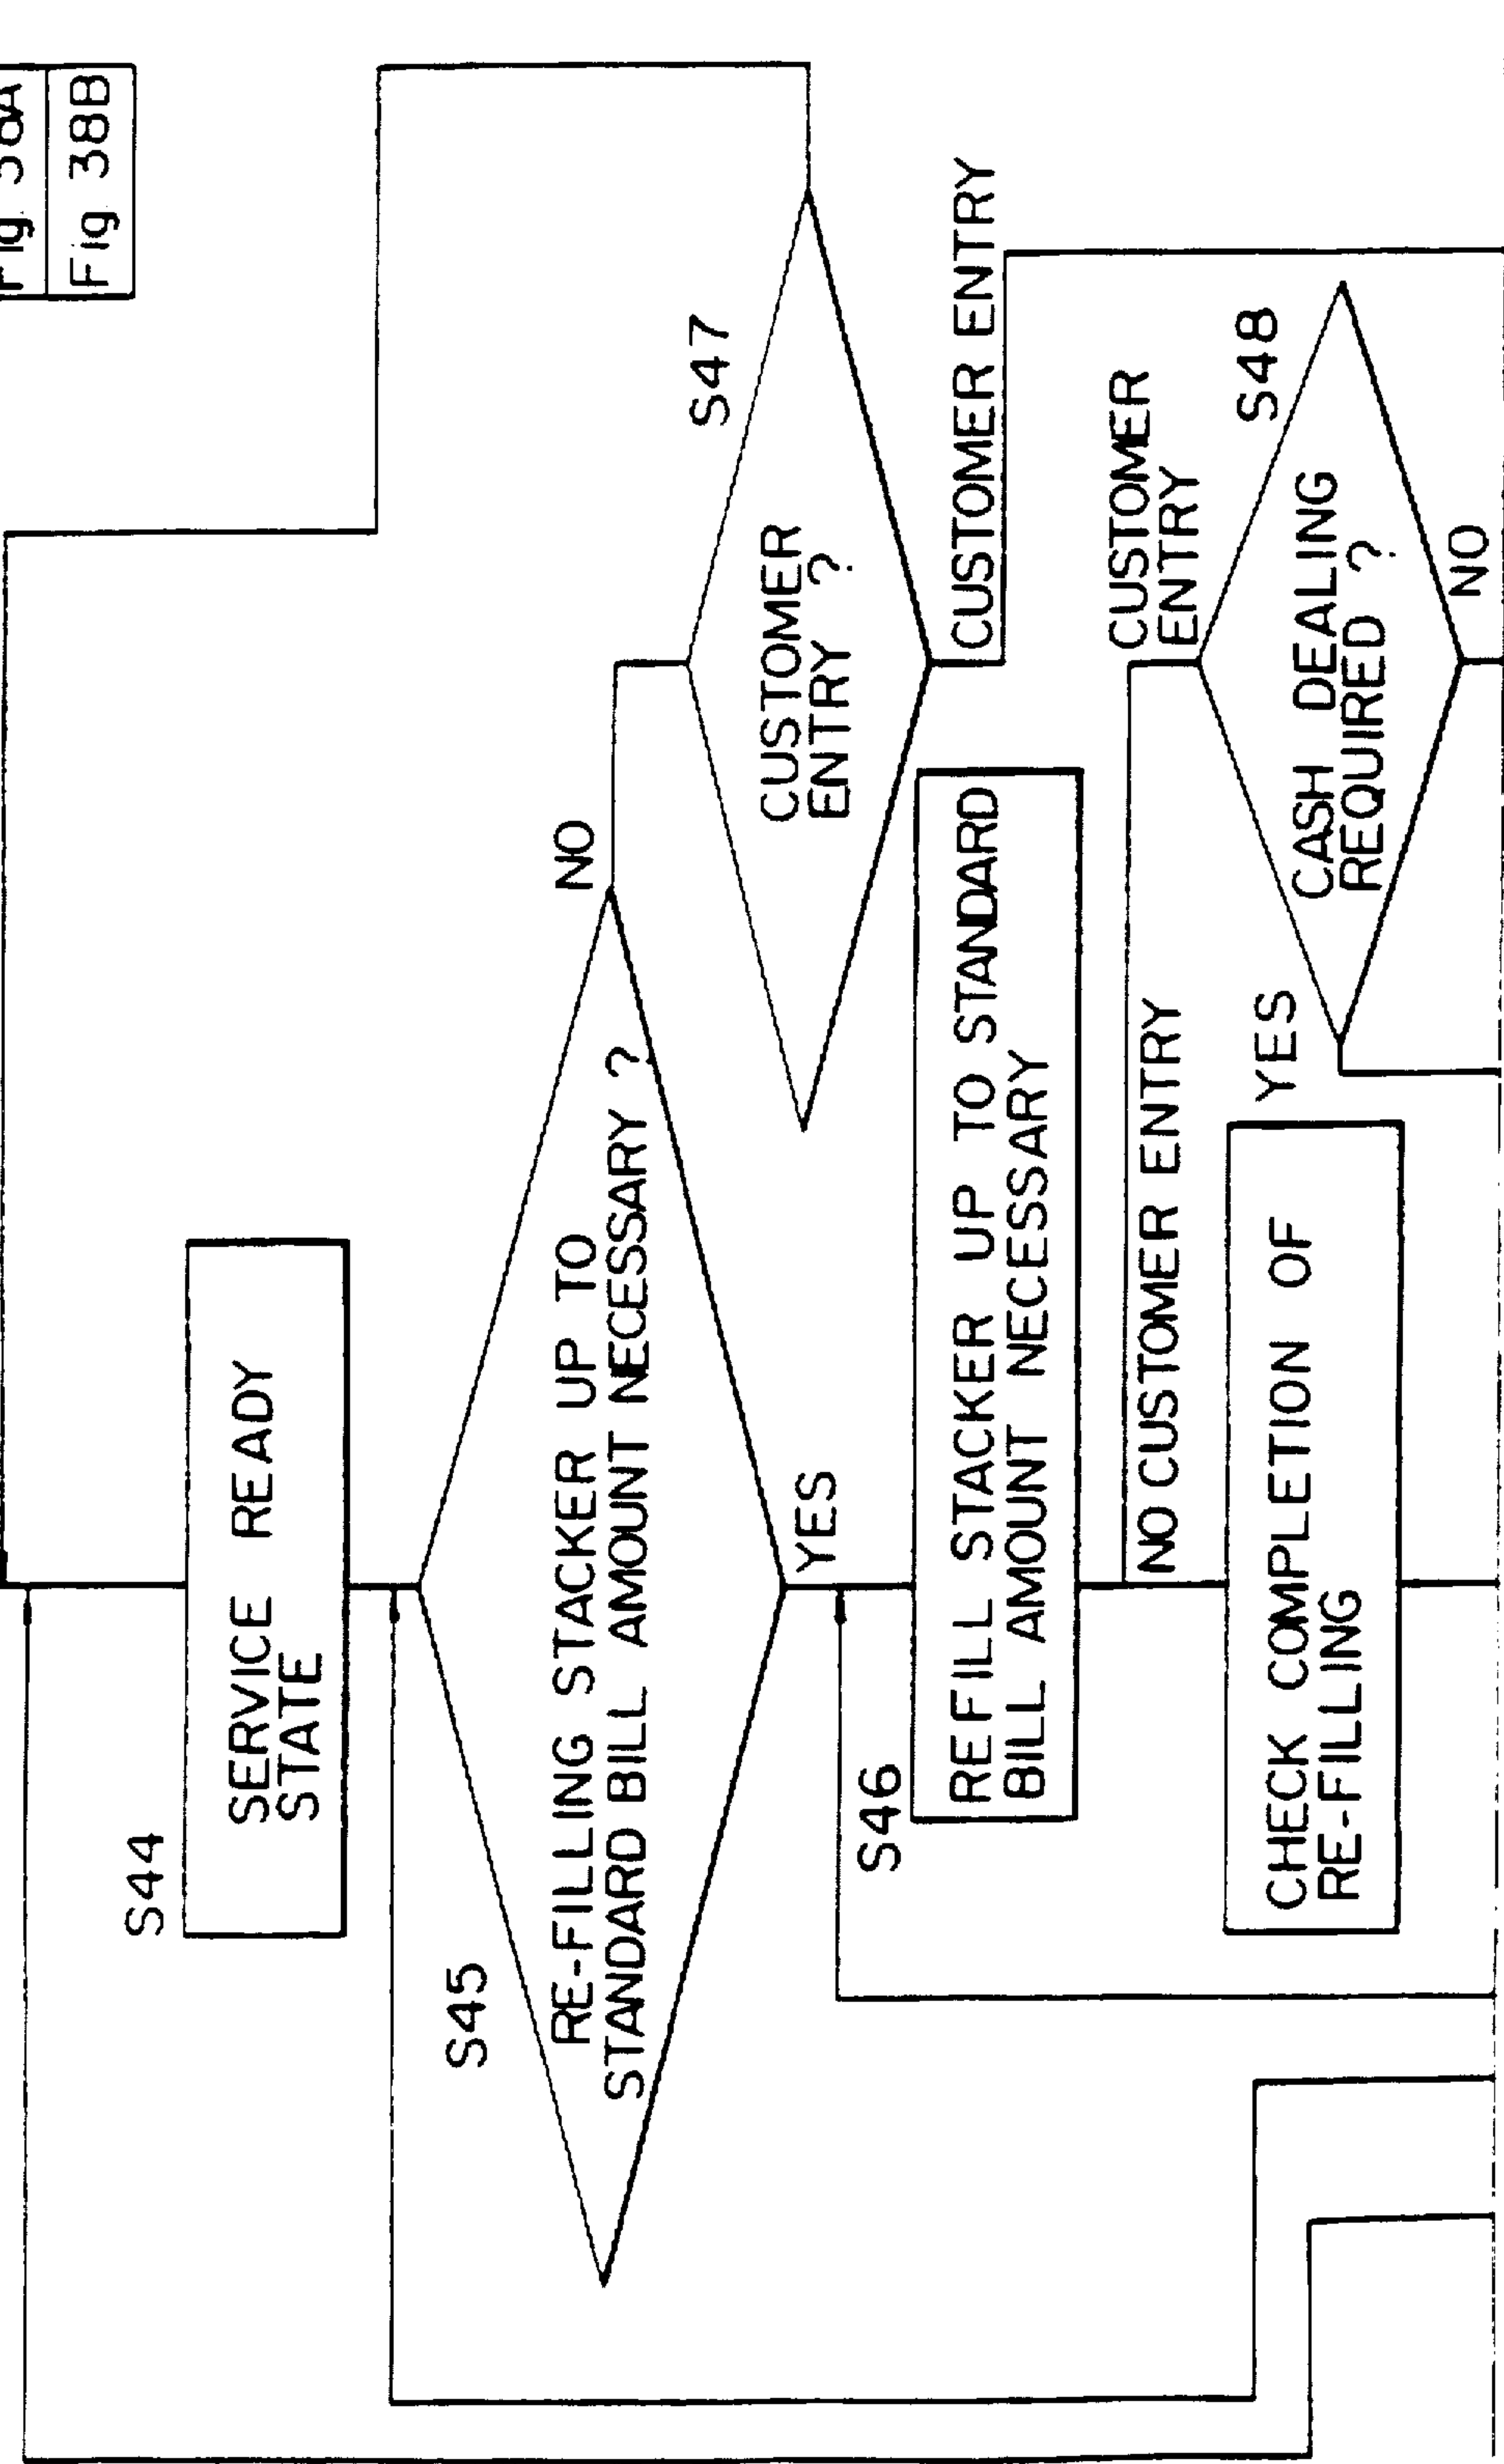 Fig 38A
Fig 38B
S44
SERVICE READY
STATE
S45
RE-FILLING STACKER UP TO
STANDARD BILL AMOUNT NECESSARY ?
NO
YES
S47
CUSTOMER
ENTRY ?
CUSTOMER ENTRY
S46
REFILL STACKER UP TO STANDARD
BILL AMOUNT NECESSARY
NO CUSTOMER ENTRY
CUSTOMER
ENTRY
S48
CASH DEALING
REQUIRED ?
YES
NO
CHECK COMPLETION OF
RE-FILLING